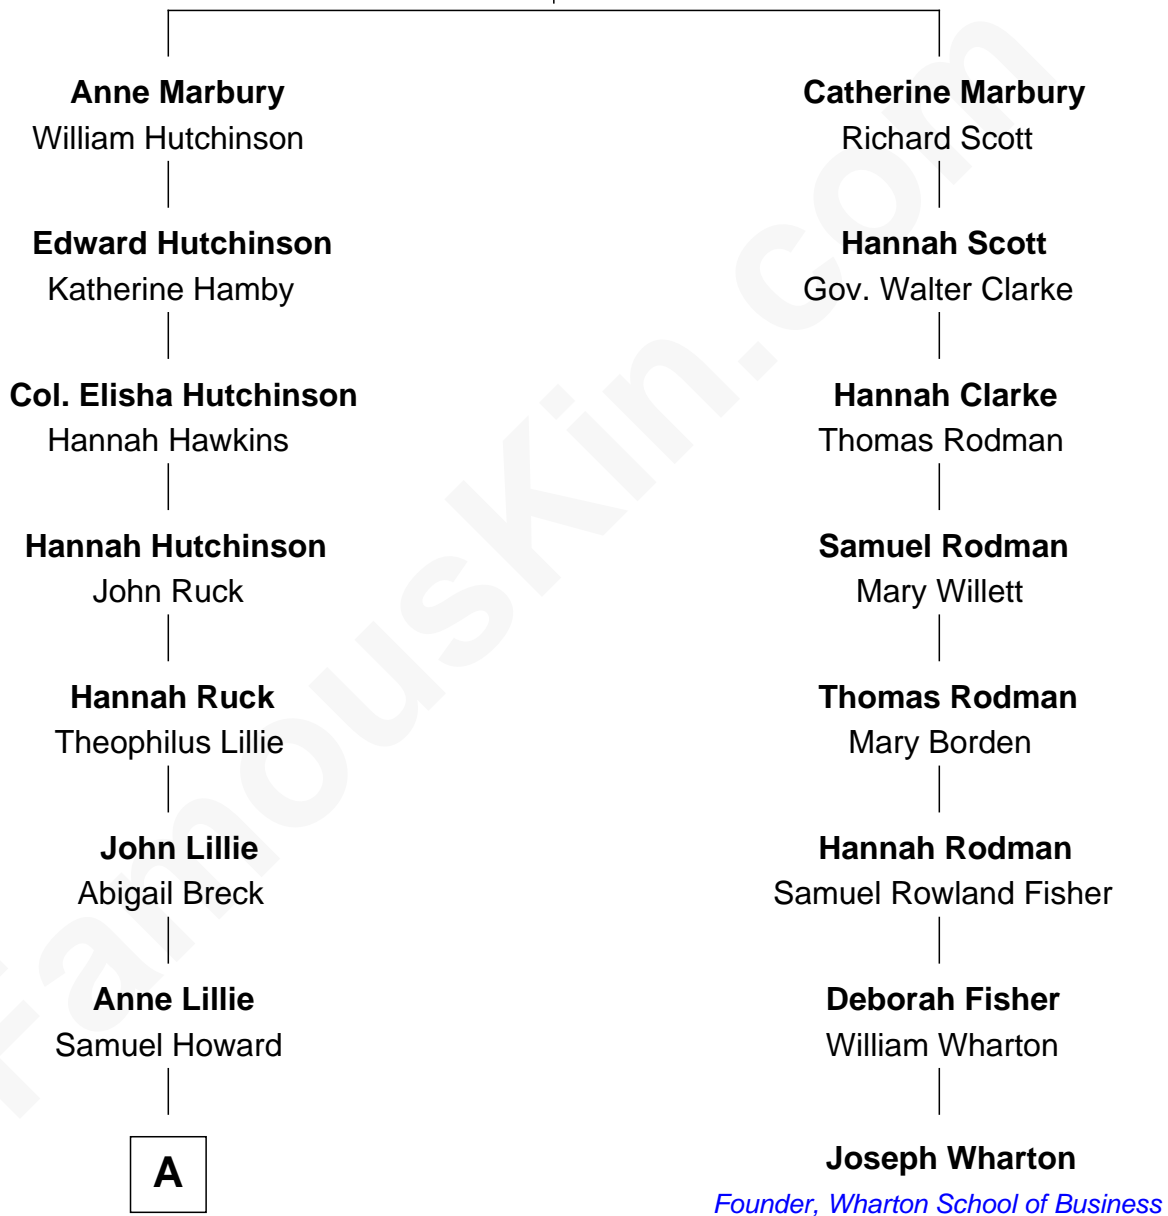 Anne Marbury
William Hutchinson
Edward Hutchinson
Katherine Hamby
Col. Elisha Hutchinson
Hannah Hawkins
Hannah Hutchinson
John Ruck
Hannah Ruck
Theophilus Lillie
John Lillie
Abigail Breck
Anne Lillie
Samuel Howard
A
Catherine Marbury
Richard Scott
Hannah Scott
Gov. Walter Clarke
Hannah Clarke
Thomas Rodman
Samuel Rodman
Mary Willett
Thomas Rodman
Mary Borden
Hannah Rodman
Samuel Rowland Fisher
Deborah Fisher
William Wharton
Joseph Wharton
Founder, Wharton School of Business
FamousKin.com